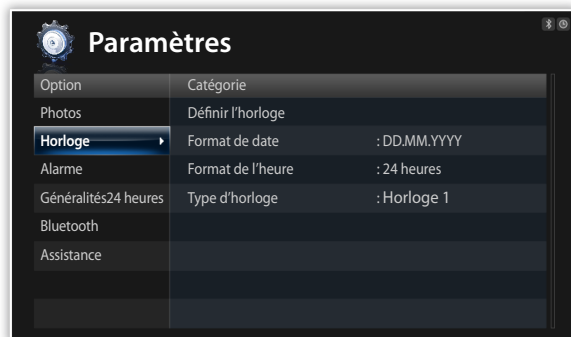 Paramètres
Option Catégorie
Photos Définir l'horloge
Horloge Format de date : DD.MM.YYYY
Alarme Format de l'heure : 24 heures
Généralités24 heures Type d'horloge : Horloge 1
Bluetooth
Assistance